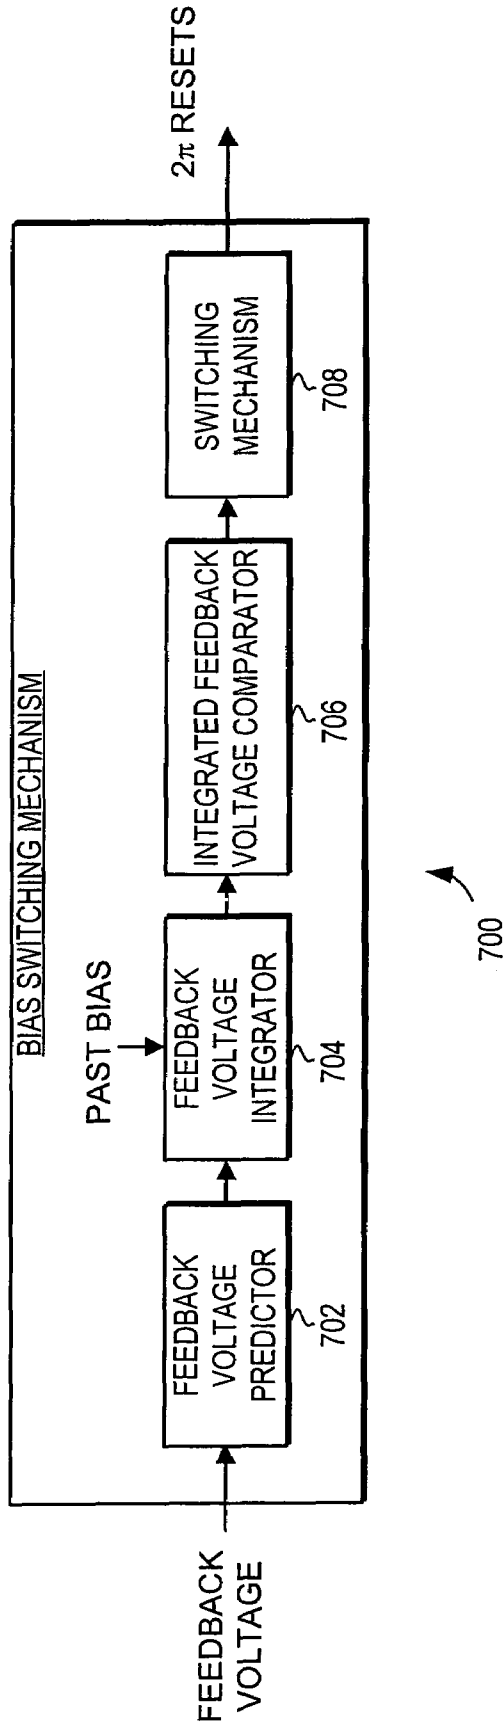 BIAS SWITCHING MECHANISM
FEEDBACK
VOLTAGE
FEEDBACK
VOLTAGE
PREDICTOR
702
PAST BIAS
FEEDBACK
VOLTAGE
INTEGRATOR
704
INTEGRATED FEEDBACK
VOLTAGE COMPARATOR
706
SWITCHING
MECHANISM
708
2π RESETS
700